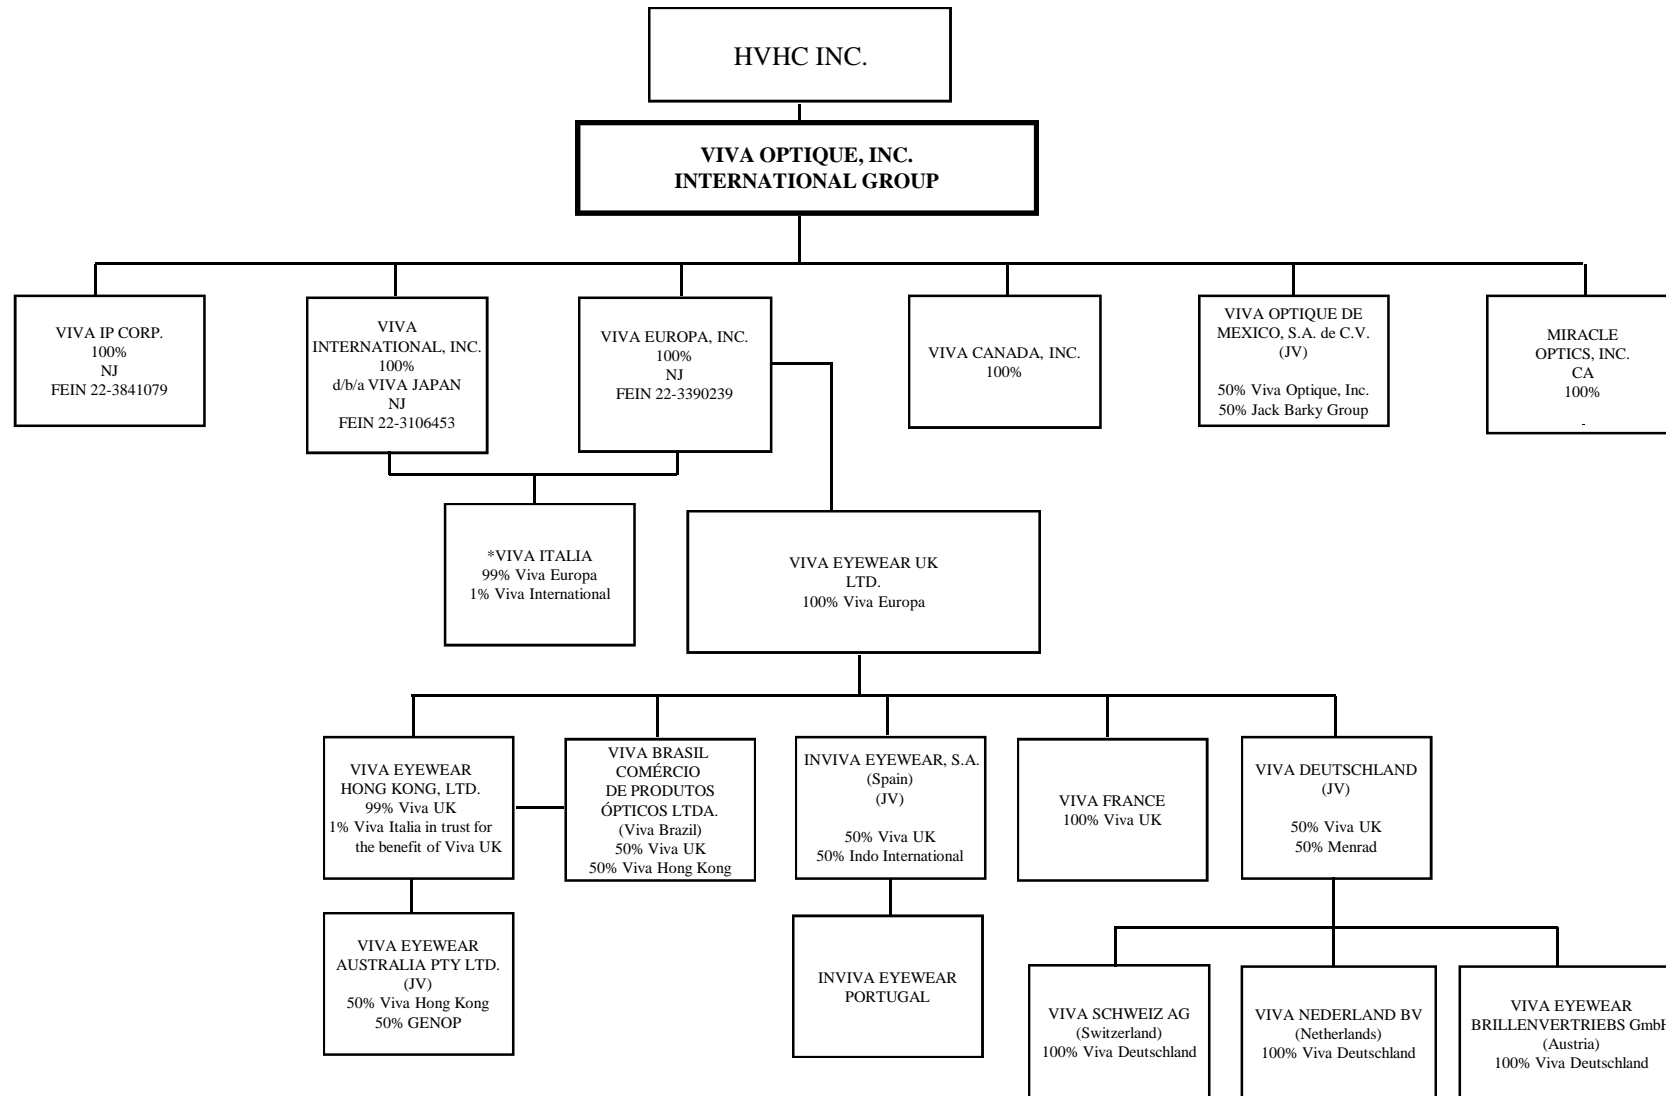 HVHC INC.
VIVA OPTIQUE, INC.
INTERNATIONAL GROUP
VIVA IP CORP.
100%
NJ
FEIN 22-3841079
VIVA
INTERNATIONAL, INC.
100%
d/b/a VIVA JAPAN
NJ
FEIN 22-3106453
VIVA EUROPA, INC.
100%
NJ
FEIN 22-3390239
VIVA CANADA, INC.
100%
VIVA OPTIQUE DE
MEXICO, S.A. de C.V.
(JV)
50% Viva Optique, Inc.
50% Jack Barky Group
MIRACLE
OPTICS, INC.
CA
100%
-
*VIVA ITALIA
99% Viva Europa
1% Viva International
VIVA EYEWEAR UK
LTD.
100% Viva Europa
VIVA EYEWEAR
HONG KONG, LTD.
99% Viva UK
1% Viva Italia in trust for
the benefit of Viva UK
VIVA BRASIL
COMÉRCIO
DE PRODUTOS
ÓPTICOS LTDA.
(Viva Brazil)
50% Viva UK
50% Viva Hong Kong
INVIVA EYEWEAR, S.A.
(Spain)
(JV)
50% Viva UK
50% Indo International
VIVA FRANCE
100% Viva UK
VIVA DEUTSCHLAND
(JV)
50% Viva UK
50% Menrad
VIVA EYEWEAR
AUSTRALIA PTY LTD.
(JV)
50% Viva Hong Kong
50% GENOP
INVIVA EYEWEAR
PORTUGAL
VIVA SCHWEIZ AG
(Switzerland)
100% Viva Deutschland
VIVA NEDERLAND BV
(Netherlands)
100% Viva Deutschland
VIVA EYEWEAR
BRILLENVERTRIEBS GmbH
(Austria)
100% Viva Deutschland